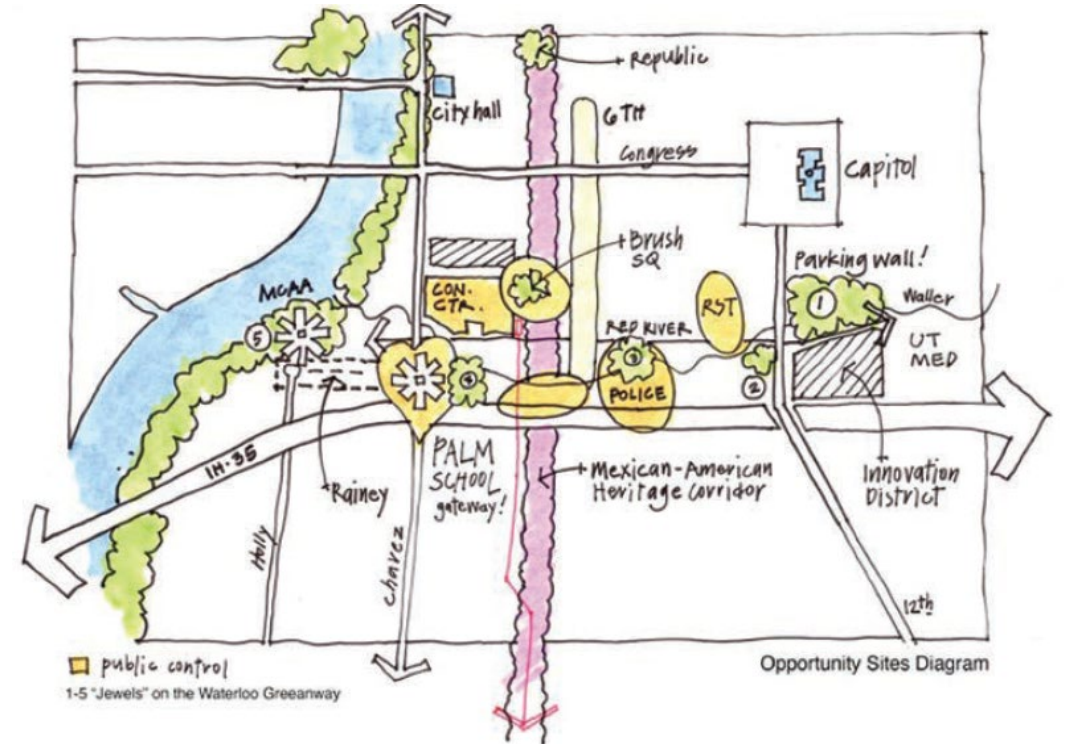 Republic
city hall
6TH
Congress
Capitol
Brush
SQ
Parking wall!
MCAA
CON.
CTR.
RST
1
Waller
5
RED RIVER
3
UT
MED
4
POLICE
2
IH-35
PALM
SCHOOL
gateway!
Rainey
Mexican-American
Heritage Corridor
Innovation
District
Holly
Chavez
12th
public control
Opportunity Sites Diagram
1-5 "Jewels" on the Waterloo Greeanway